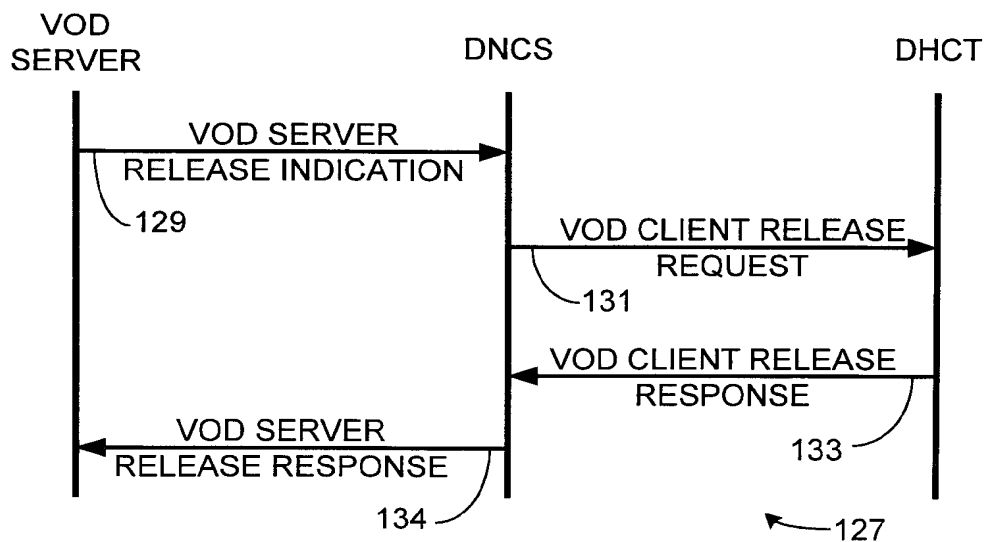 VOD
SERVER
DNCS
DHCT
VOD SERVER
RELEASE INDICATION
129
VOD CLIENT RELEASE
REQUEST
131
VOD CLIENT RELEASE
RESPONSE
133
VOD SERVER
RELEASE RESPONSE
134
127